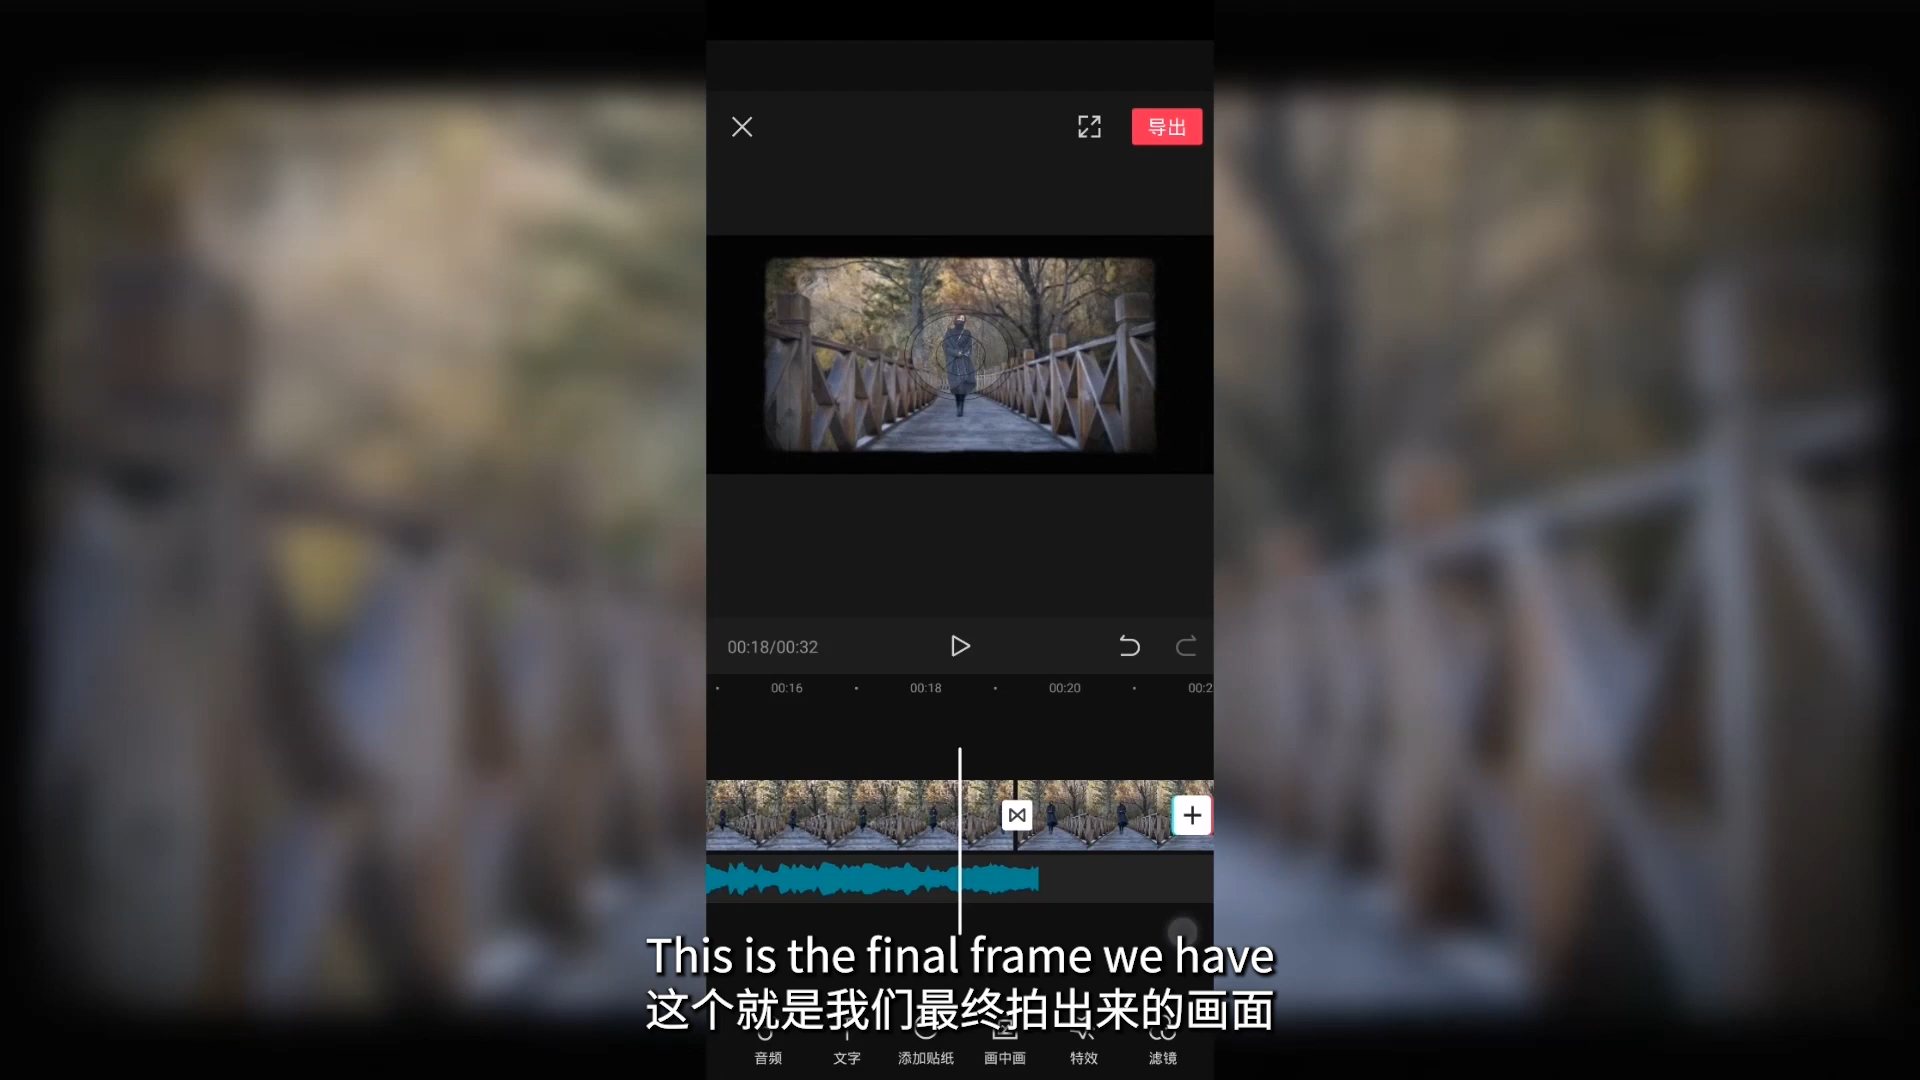 导出
00:18/00:32
00:16 00:18 00:20 00:2
This is the final frame we have
这个就是我们最终拍出来的画面
音频 文字 添加贴纸 画中画 特效 滤镜